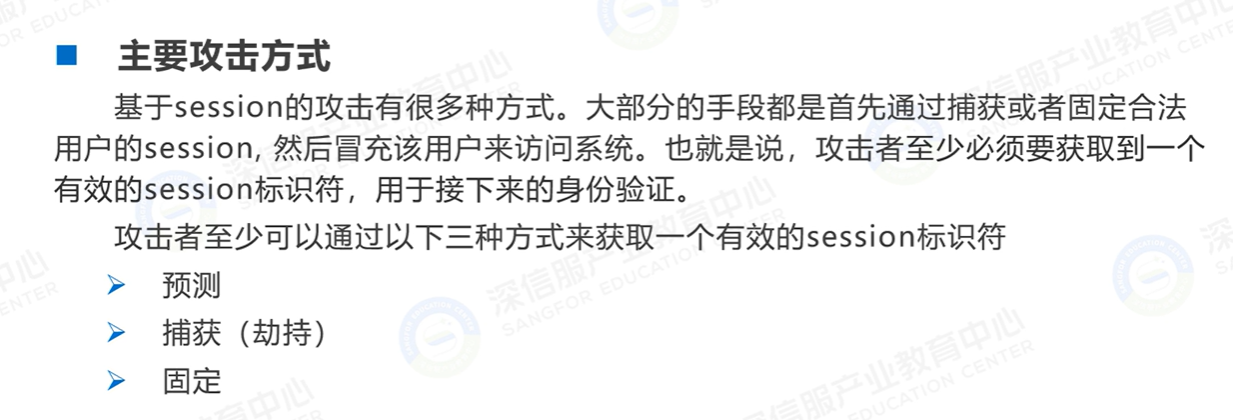 主要攻击方式
基于session的攻击有很多种方式。大部分的手段都是首先通过捕获或者固定合法
用户的session, 然后冒充该用户来访问系统。也就是说，攻击者至少必须要获取到一个
有效的session标识符，用于接下来的身份验证。
攻击者至少可以通过以下三种方式来获取一个有效的session标识符
预测
捕获（劫持）
固定
深信服产业教育中心
SANGFOR EDUCATION CENTER